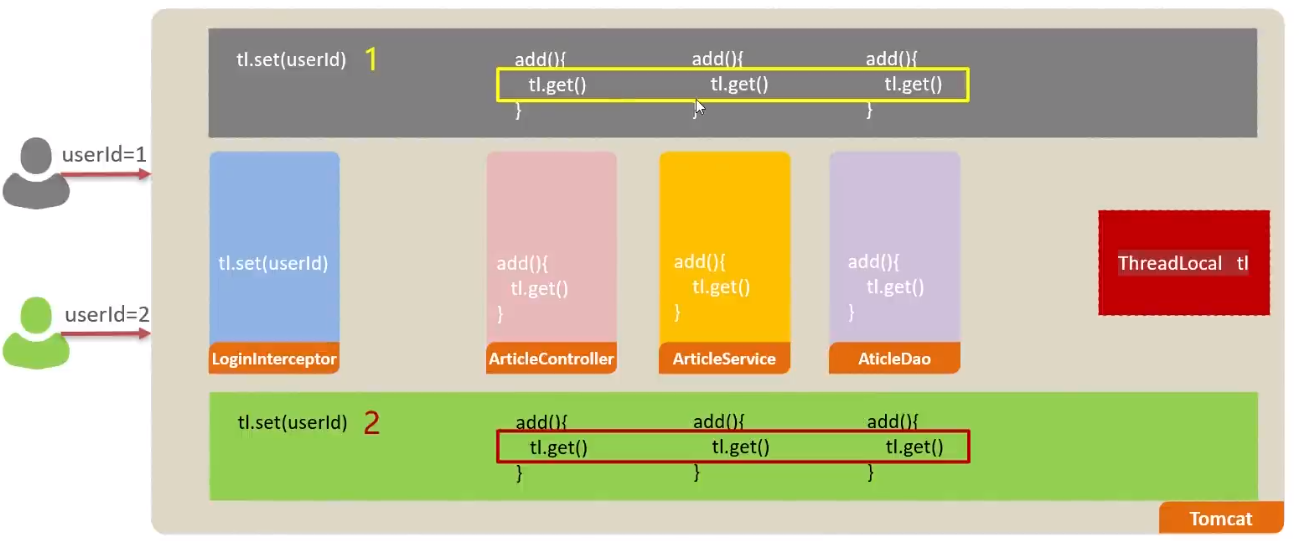 tl.set(userId) 1
add(){ add(){ add(){
tl.get() tl.get() tl.get()
} } }
userId=1
userId=2
tl.set(userId)
LoginInterceptor
add(){
tl.get()
}
ArticleController
add(){
tl.get()
}
ArticleService
add(){
tl.get()
}
AticleDao
ThreadLocal tl
tl.set(userId) 2
add(){ add(){ add(){
tl.get() tl.get() tl.get()
} } }
Tomcat